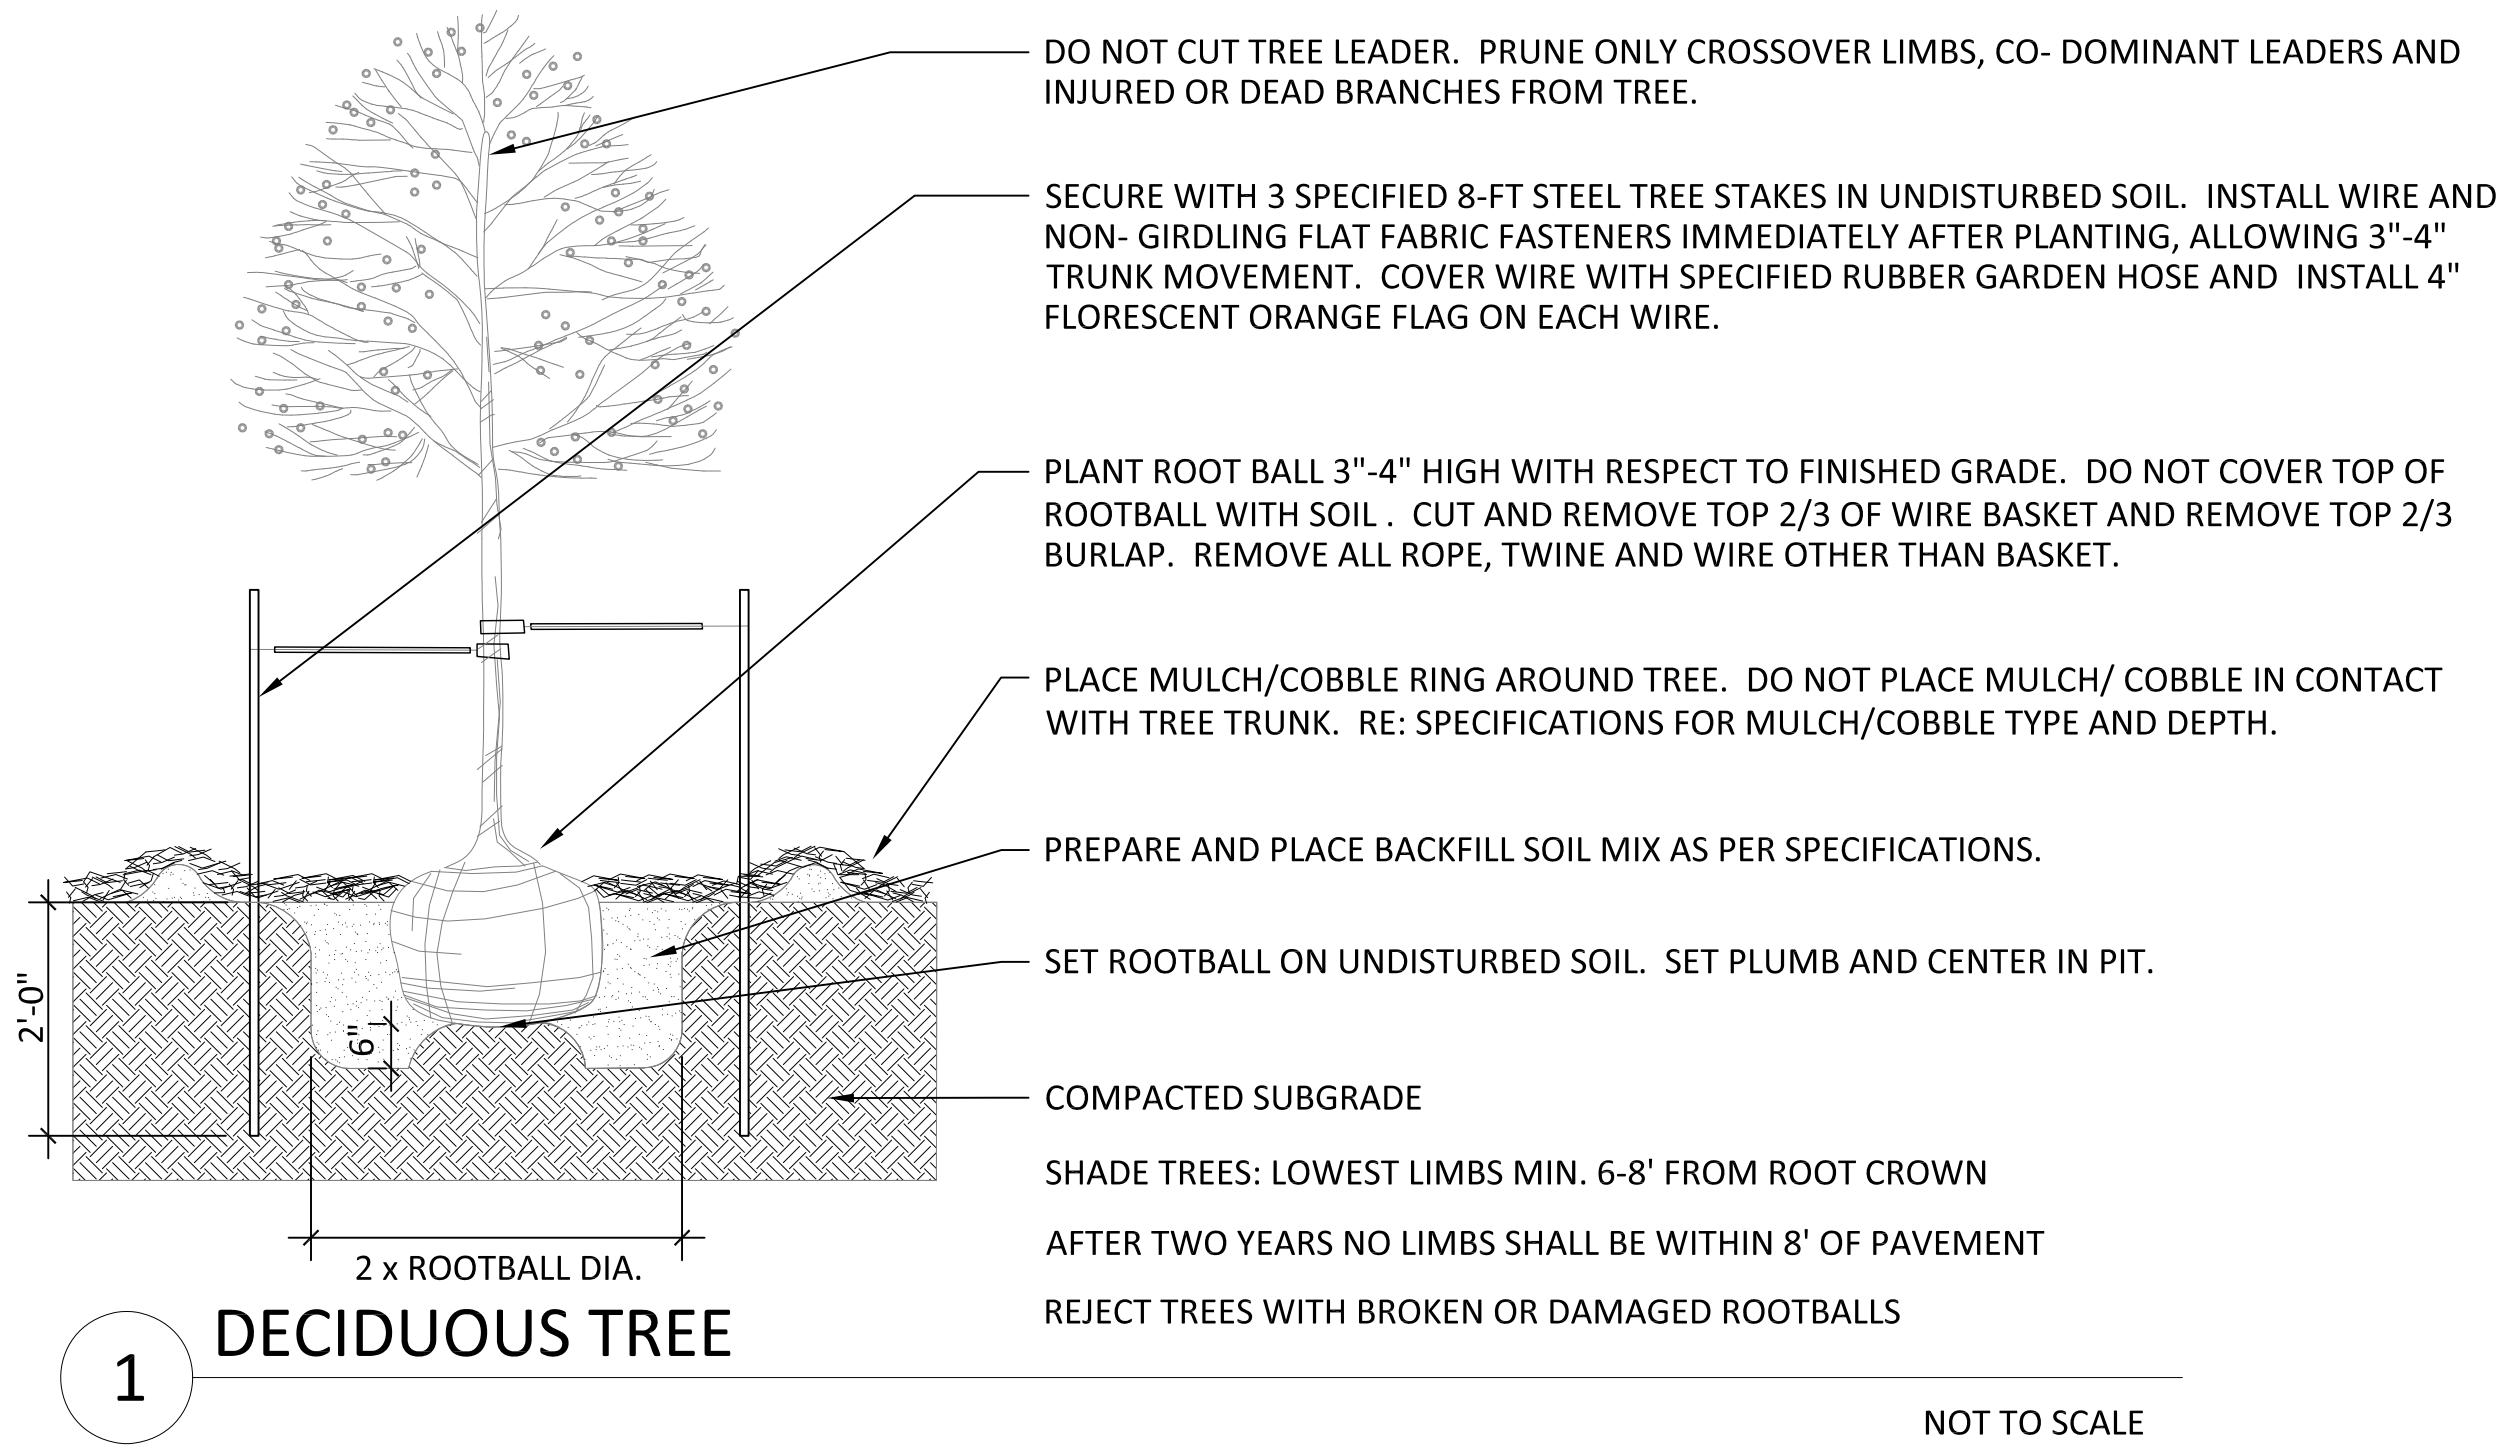 DO NOT CUT TREE LEADER.  PRUNE ONLY CROSSOVER LIMBS, CO- DOMINANT LEADERS AND
INJURED OR DEAD BRANCHES FROM TREE.
SECURE WITH 3 SPECIFIED 8-FT STEEL TREE STAKES IN UNDISTURBED SOIL.  INSTALL WIRE AND
NON- GIRDLING FLAT FABRIC FASTENERS IMMEDIATELY AFTER PLANTING, ALLOWING 3"-4"
TRUNK MOVEMENT.  COVER WIRE WITH SPECIFIED RUBBER GARDEN HOSE AND  INSTALL 4"
FLORESCENT ORANGE FLAG ON EACH WIRE.
PLANT ROOT BALL 3"-4" HIGH WITH RESPECT TO FINISHED GRADE.  DO NOT COVER TOP OF
ROOTBALL WITH SOIL .  CUT AND REMOVE TOP 2/3 OF WIRE BASKET AND REMOVE TOP 2/3
BURLAP.  REMOVE ALL ROPE, TWINE AND WIRE OTHER THAN BASKET.
PLACE MULCH/COBBLE RING AROUND TREE.  DO NOT PLACE MULCH/ COBBLE IN CONTACT
WITH TREE TRUNK.  RE: SPECIFICATIONS FOR MULCH/COBBLE TYPE AND DEPTH.
PREPARE AND PLACE BACKFILL SOIL MIX AS PER SPECIFICATIONS.
SET ROOTBALL ON UNDISTURBED SOIL.  SET PLUMB AND CENTER IN PIT.
COMPACTED SUBGRADE
SHADE TREES: LOWEST LIMBS MIN. 6-8' FROM ROOT CROWN
AFTER TWO YEARS NO LIMBS SHALL BE WITHIN 8' OF PAVEMENT
REJECT TREES WITH BROKEN OR DAMAGED ROOTBALLS
2'-0"
6"
2 x ROOTBALL DIA.
1
DECIDUOUS TREE
NOT TO SCALE